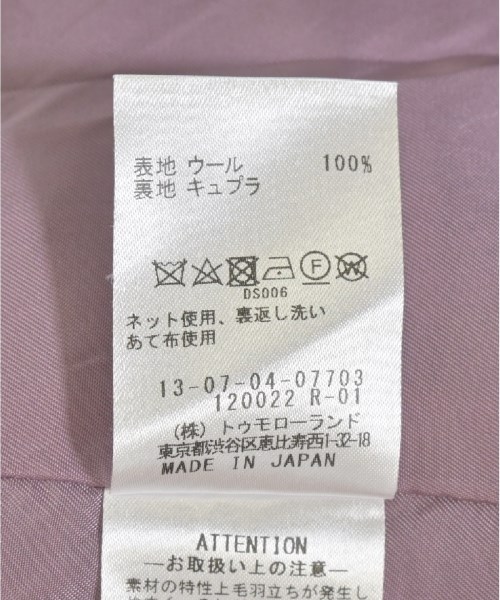 表地 ウール 100%
裏地 キュプラ
F W
DS006
ネット使用、裏返し洗い
あて布使用
13-07-04-07703
120022 R-01
(株) トゥモローランド
東京都渋谷区恵比寿西1-32-18
MADE IN JAPAN
ATTENTION
―お取扱い上の注意―
素材の特性上毛羽立ちが発生し